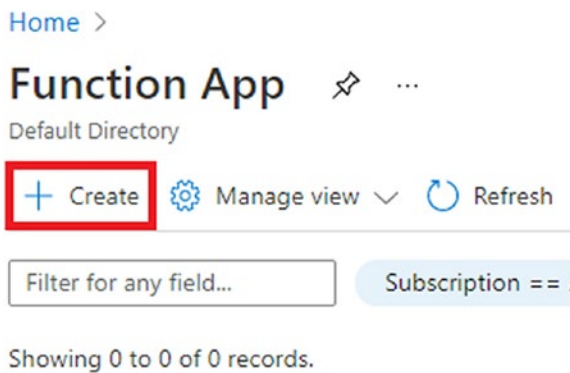 Home >
Function App ...
Default Directory
+ Create Manage view Refresh
Filter for any field... Subscription ==
Showing 0 to 0 of 0 records.